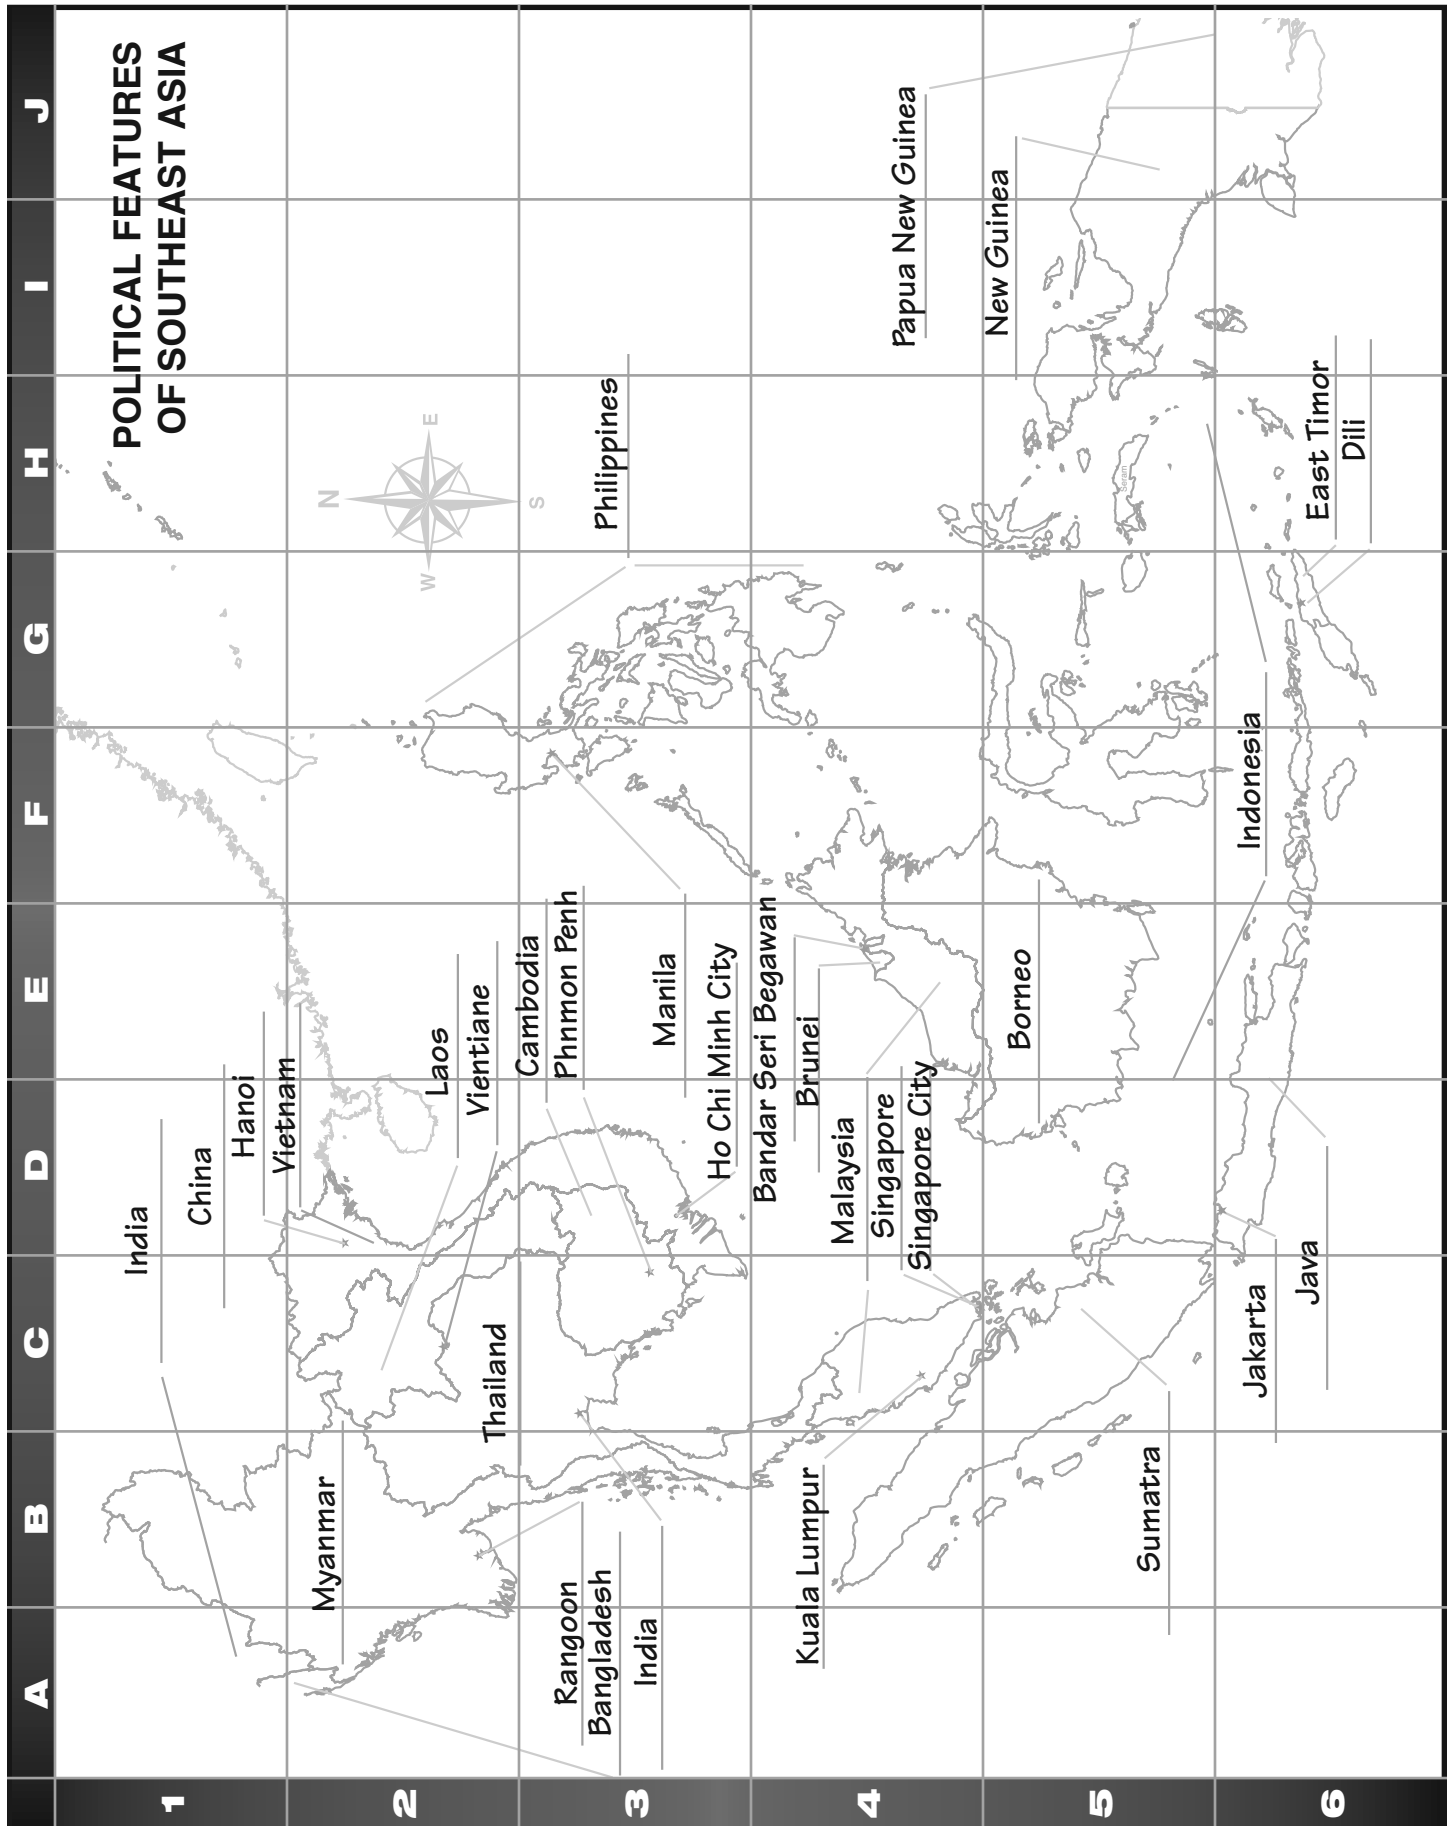 POLITICAL FEATURES
OF SOUTHEAST ASIA
A
B
C
D
E
F
G
H
I
J
1
2
3
4
5
6
N
E
S
W
India
China
Hanoi
Vietnam
Laos
Vientiane
Cambodia
Phnmon Penh
Manila
Ho Chi Minh City
Bandar Seri Begawan
Brunei
Malaysia
Singapore
Singapore City
Philippines
Papua New Guinea
New Guinea
Seram
East Timor
Dili
Indonesia
Borneo
Java
Jakarta
Sumatra
Kuala Lumpur
Thailand
Myanmar
Rangoon
Bangladesh
India